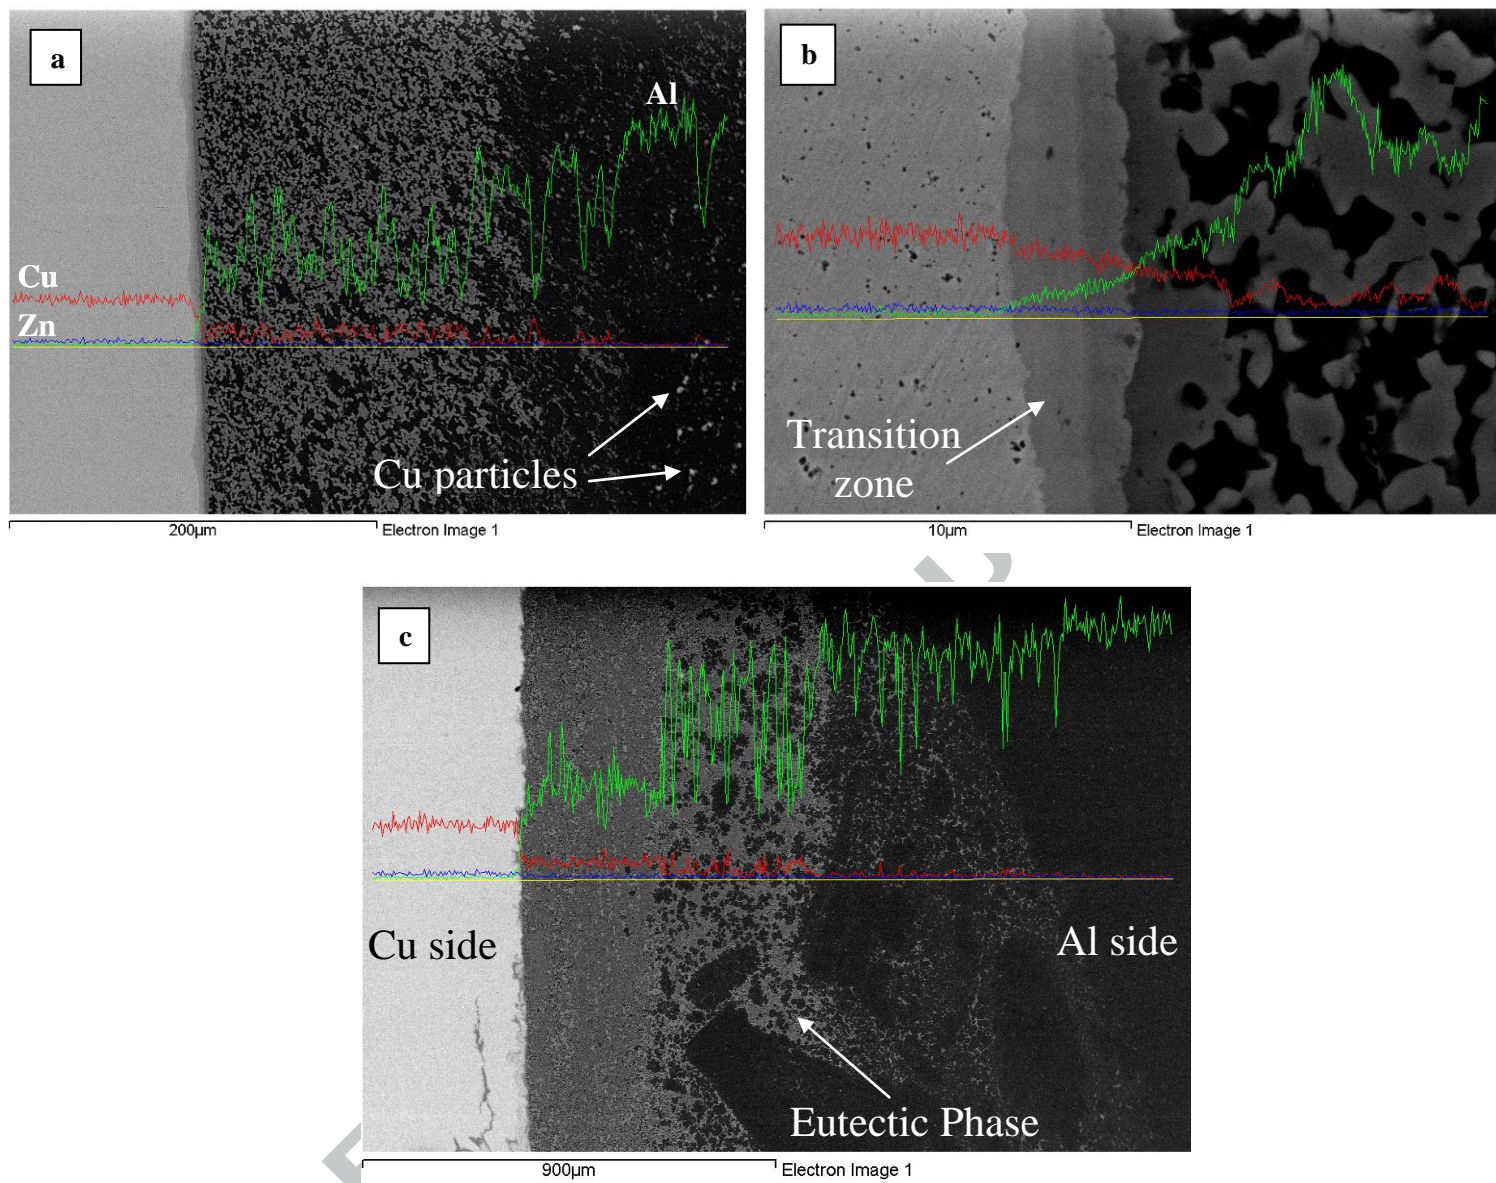 a
Al
Cu
Zn
Cu particles
200µm
Electron Image 1
b
Transition
zone
10µm
Electron Image 1
c
Cu side
Al side
Eutectic Phase
900µm
Electron Image 1